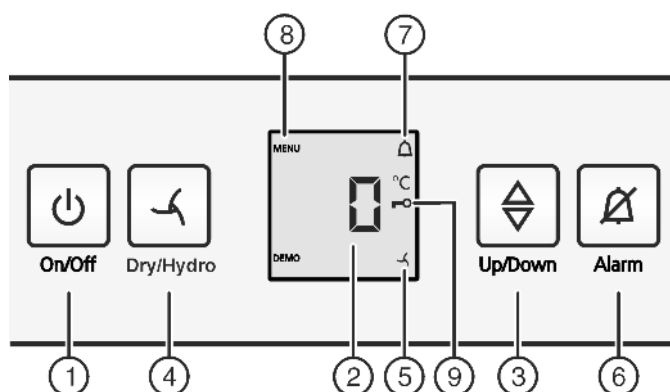 8 7
MENU
°C
0
DEMO
On/Off Dry/Hydro Up/Down Alarm
1 4 2 5 9 3 6